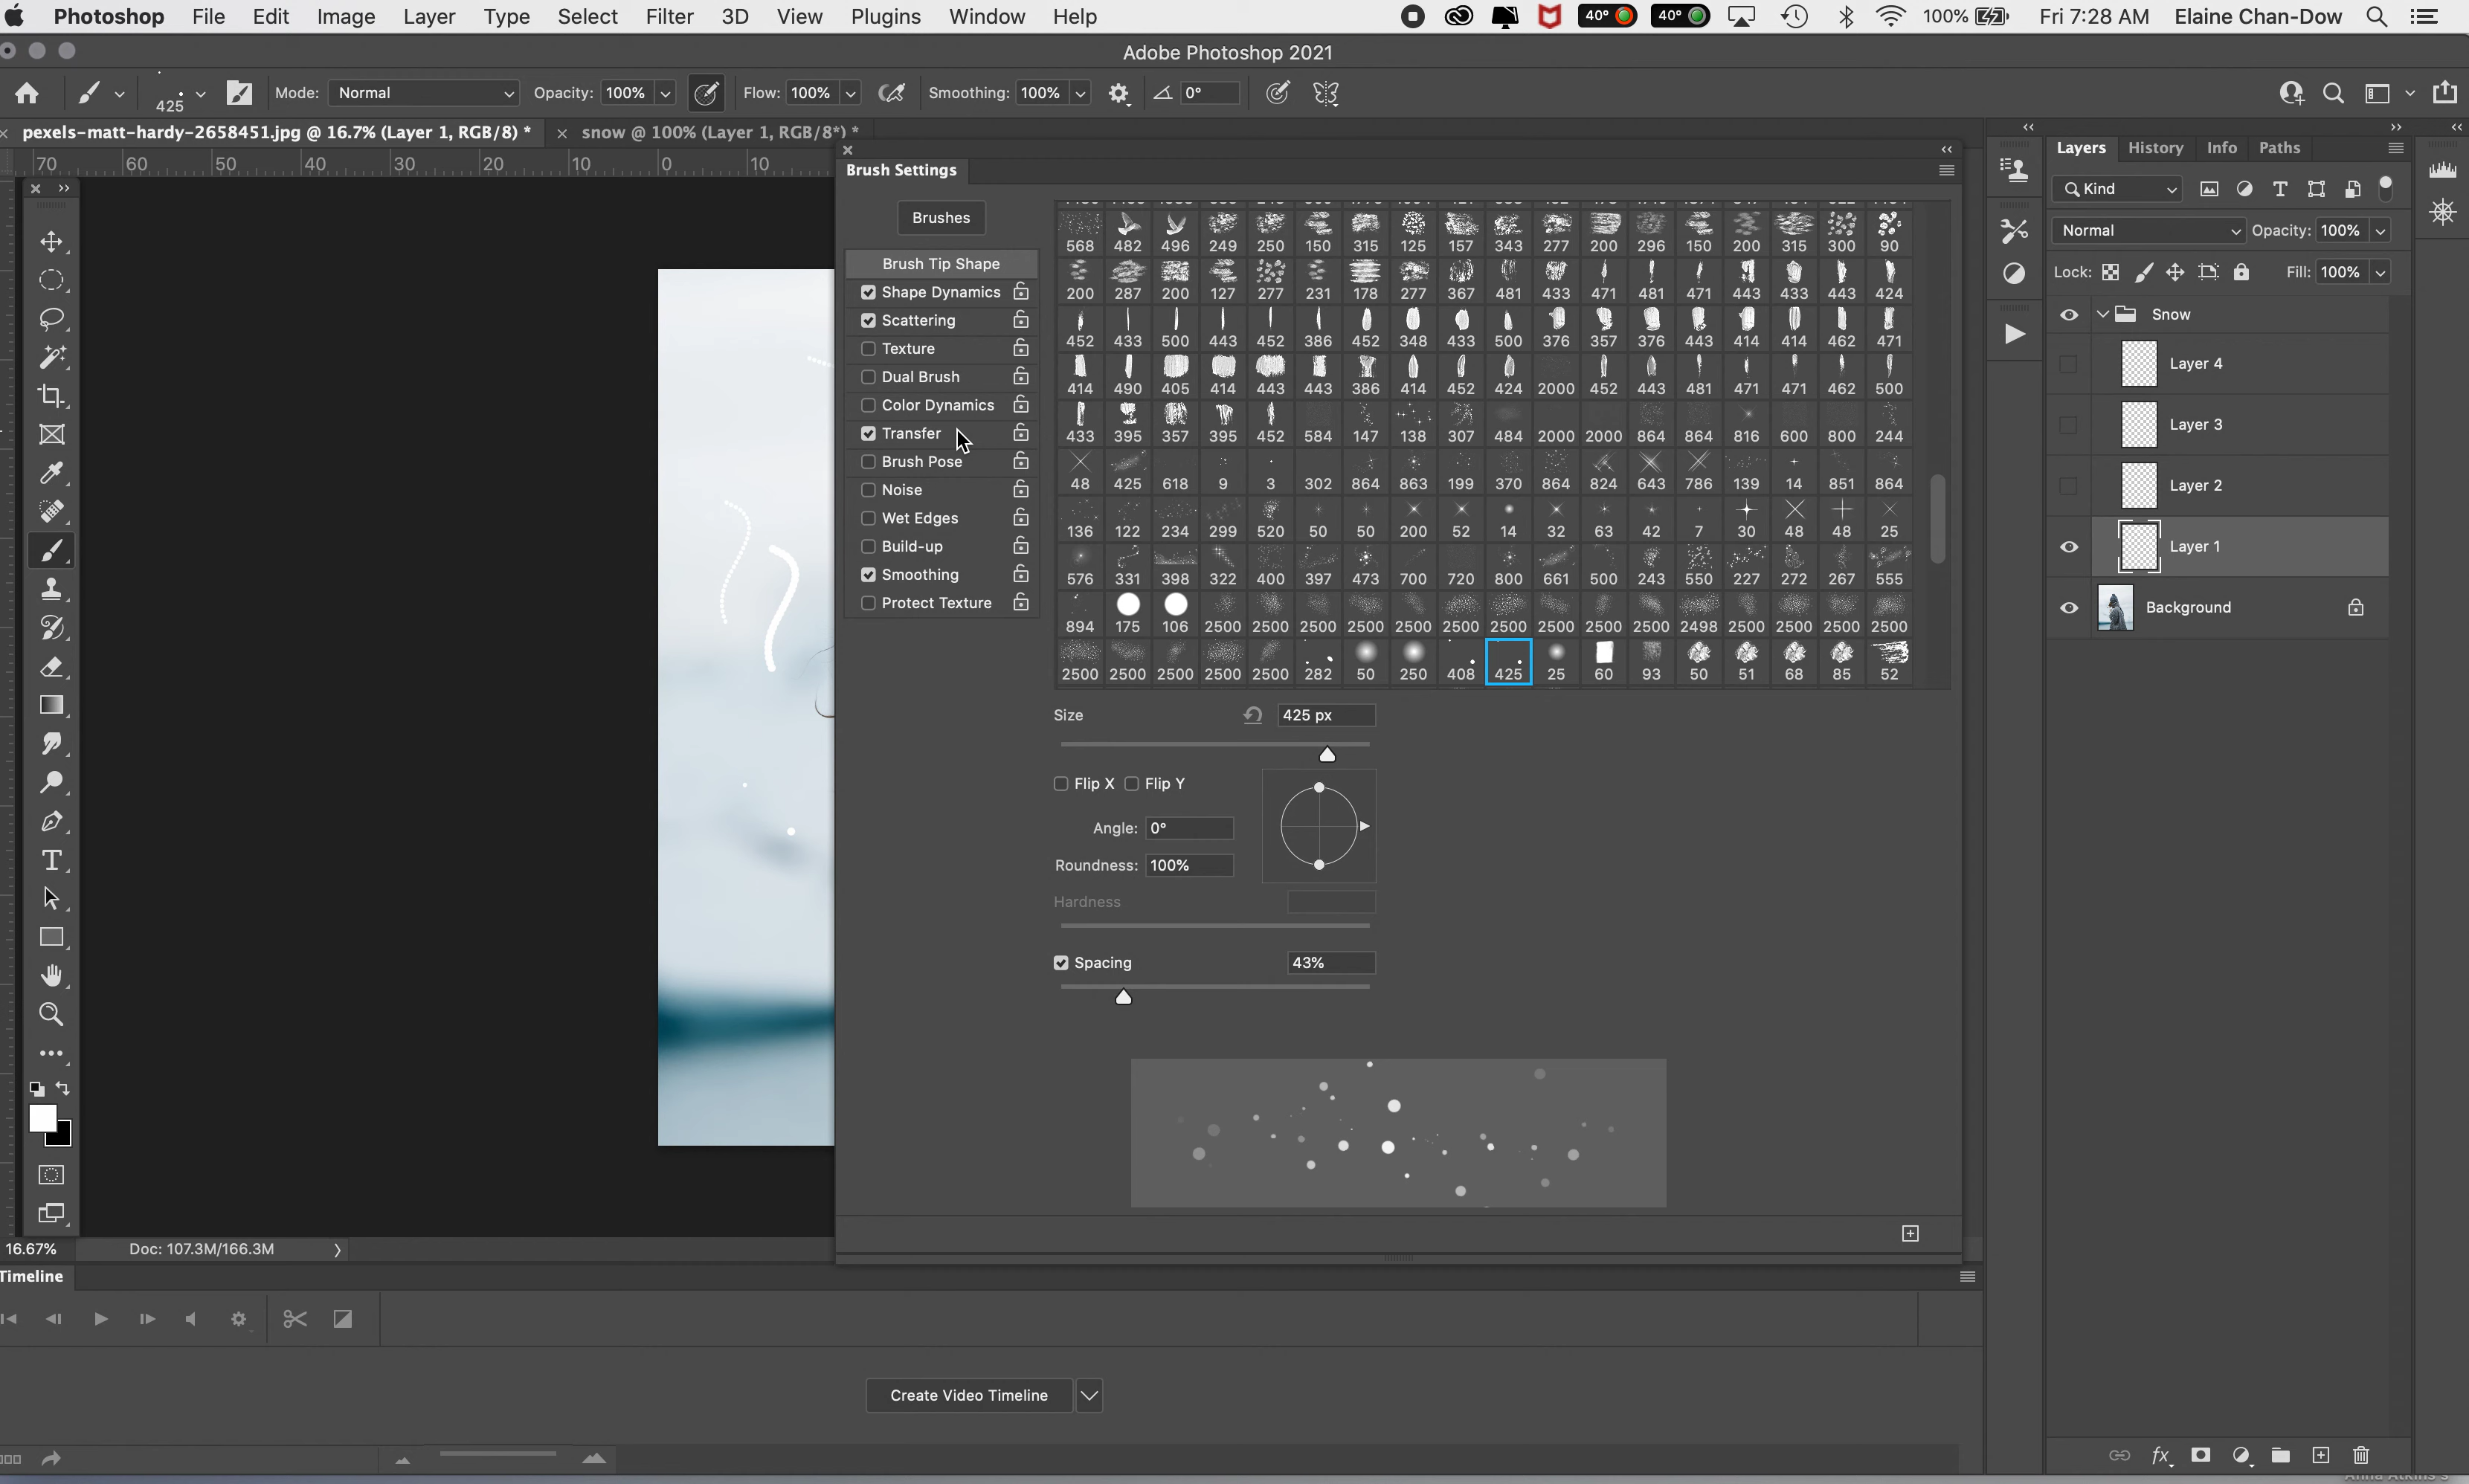 Photoshop File Edit Image Layer Type Select Filter 3D View Plugins Window Help 40° 40° 100% Fri 7:28 AM Elaine Chan-Dow
Adobe Photoshop 2021
425 Mode: Normal Opacity: 100% Flow: 100% Smoothing: 100% 0°
pexels-matt-hardy-2658451.jpg @ 16.7% (Layer 1, RGB/8) * snow @ 100% (Layer 1, RGB/8*) *
70 60 50 40 30 20 10 0 10
Brush Settings
Brushes
Brush Tip Shape
Shape Dynamics
Scattering
Texture
Dual Brush
Color Dynamics
Transfer
Brush Pose
Noise
Wet Edges
Build-up
Smoothing
Protect Texture
568 482 496 249 250 150 315 125 157 343 277 200 296 150 200 315 300 90
200 287 200 127 277 231 178 277 367 481 433 471 481 471 443 433 443 424
452 433 500 443 452 386 452 348 433 500 376 357 376 443 414 414 462 471
414 490 405 414 443 443 386 414 452 424 2000 452 443 481 471 471 462 500
433 395 357 395 452 584 147 138 307 484 2000 2000 864 864 816 600 800 244
48 425 618 9 3 302 864 863 199 370 864 824 643 786 139 14 851 864
136 122 234 299 520 50 50 200 52 14 32 63 42 7 30 48 48 25
576 331 398 322 400 397 473 700 720 800 661 500 243 550 227 272 267 555
894 175 106 2500 2500 2500 2500 2500 2500 2500 2500 2500 2500 2498 2500 2500 2500 2500
2500 2500 2500 2500 2500 282 50 250 408 425 25 60 93 50 51 68 85 52
Size 425 px
Flip X Flip Y
Angle: 0°
Roundness: 100%
Hardness
Spacing 43%
Layers History Info Paths
Kind
Normal Opacity: 100%
Lock: Fill: 100%
Snow
Layer 4
Layer 3
Layer 2
Layer 1
Background
16.67% Doc: 107.3M/166.3M
Timeline
Create Video Timeline